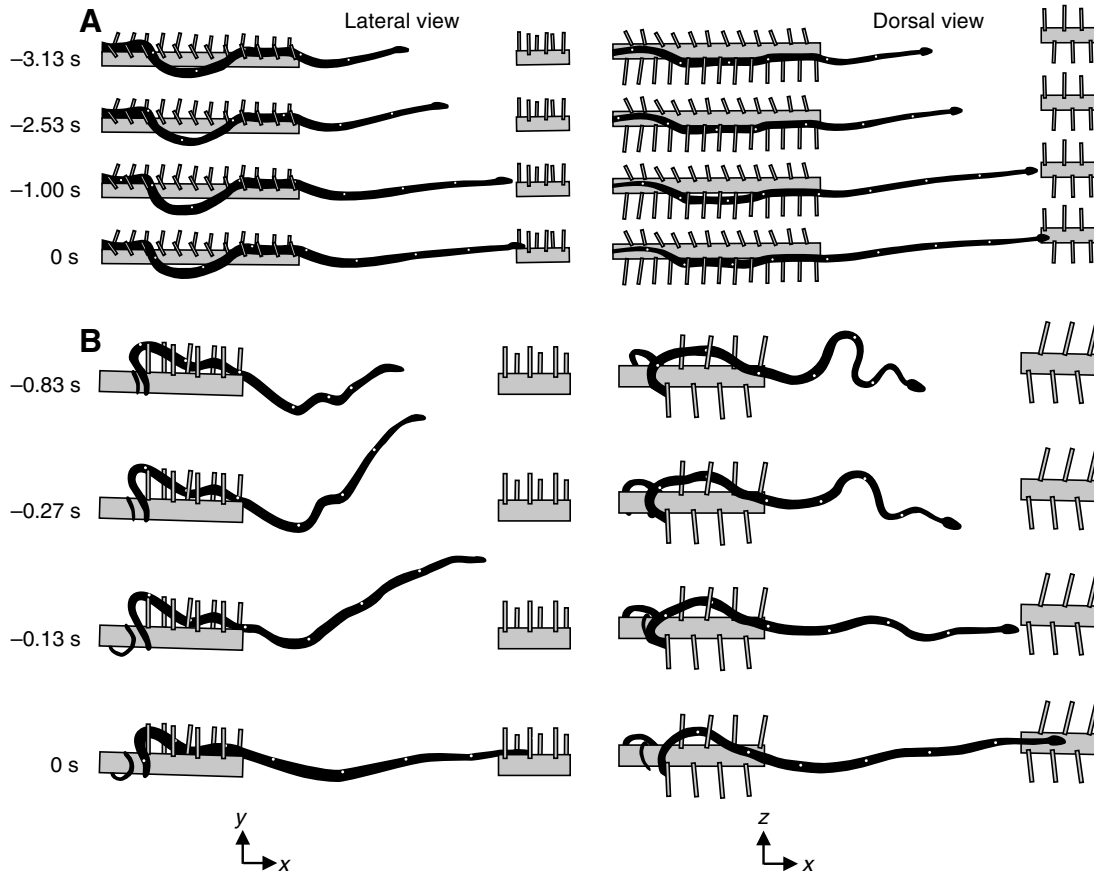 A
Lateral view
Dorsal view
–3.13 s
–2.53 s
–1.00 s
0 s
B
–0.83 s
–0.27 s
–0.13 s
0 s
y
x
z
x